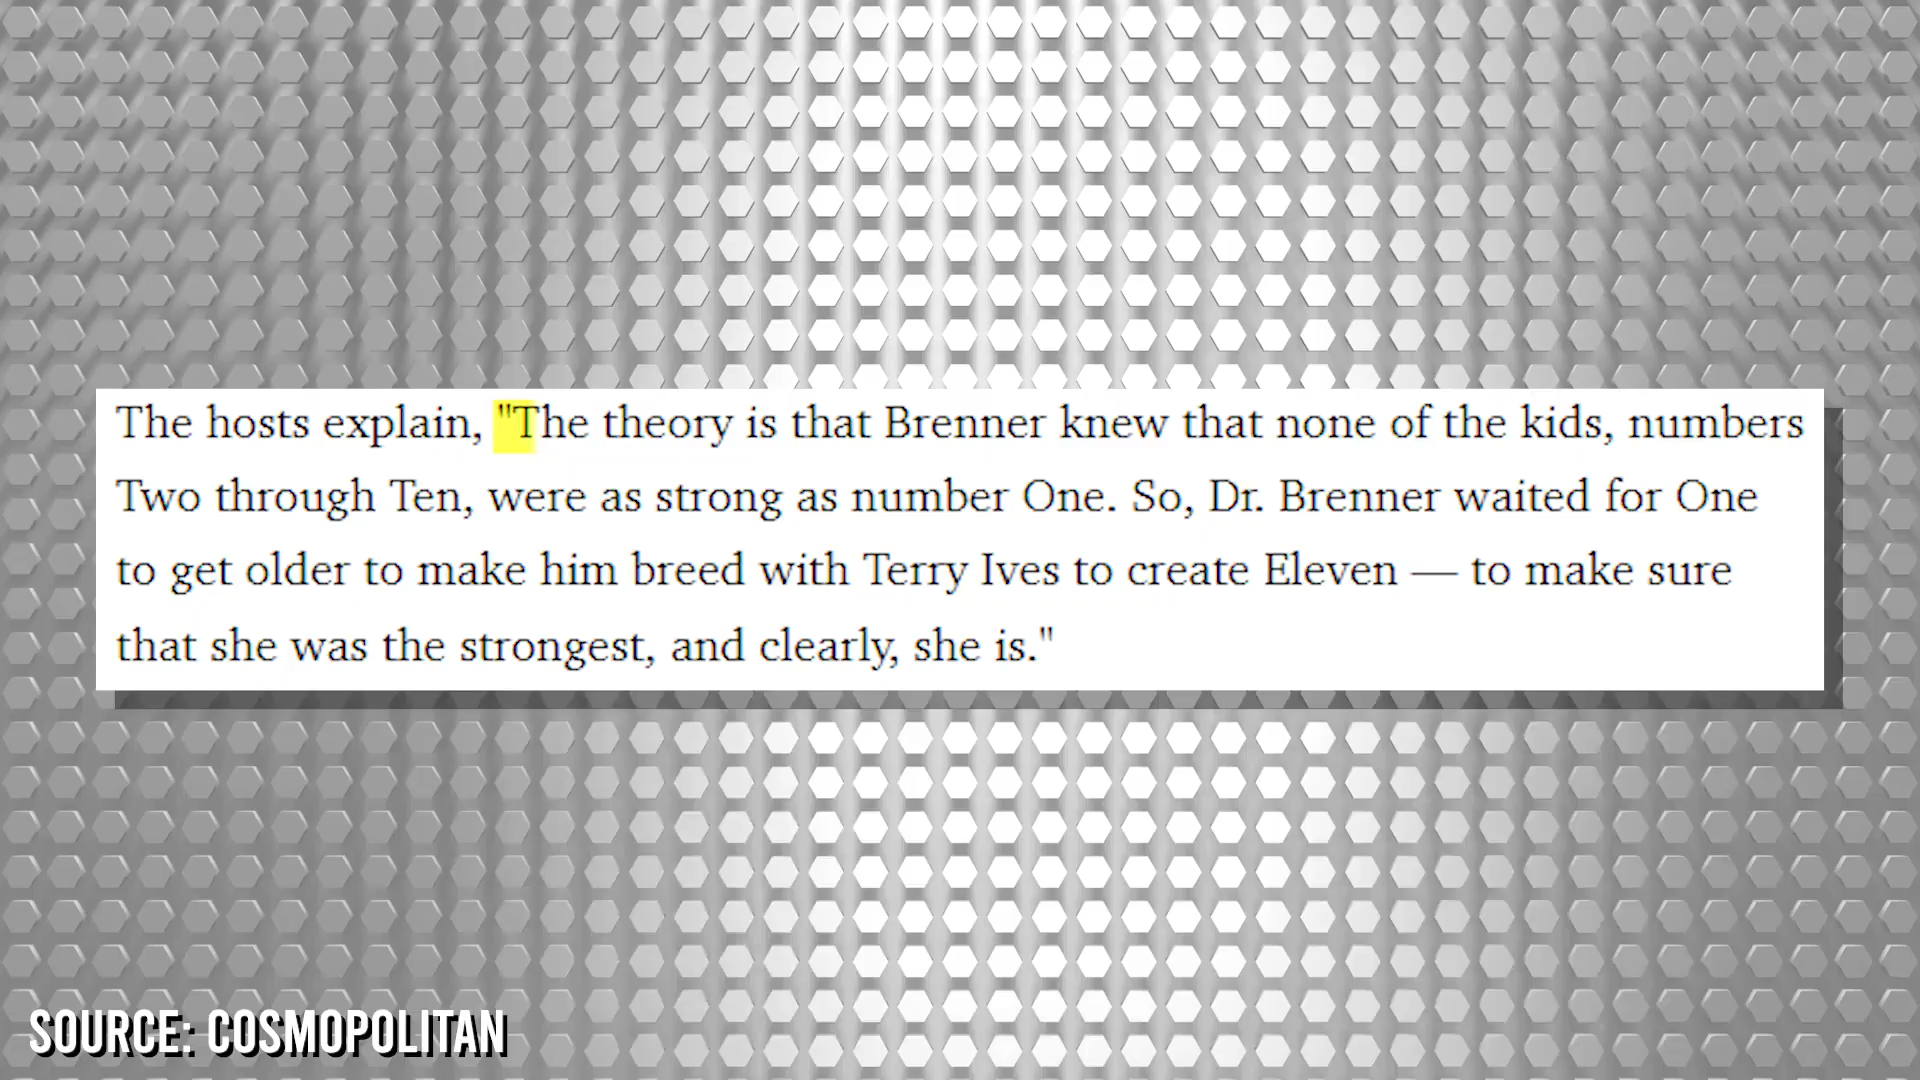 The hosts explain, "The theory is that Brenner knew that none of the kids, numbers
Two through Ten, were as strong as number One. So, Dr. Brenner waited for One
to get older to make him breed with Terry Ives to create Eleven — to make sure
that she was the strongest, and clearly, she is."
SOURCE: COSMOPOLITAN